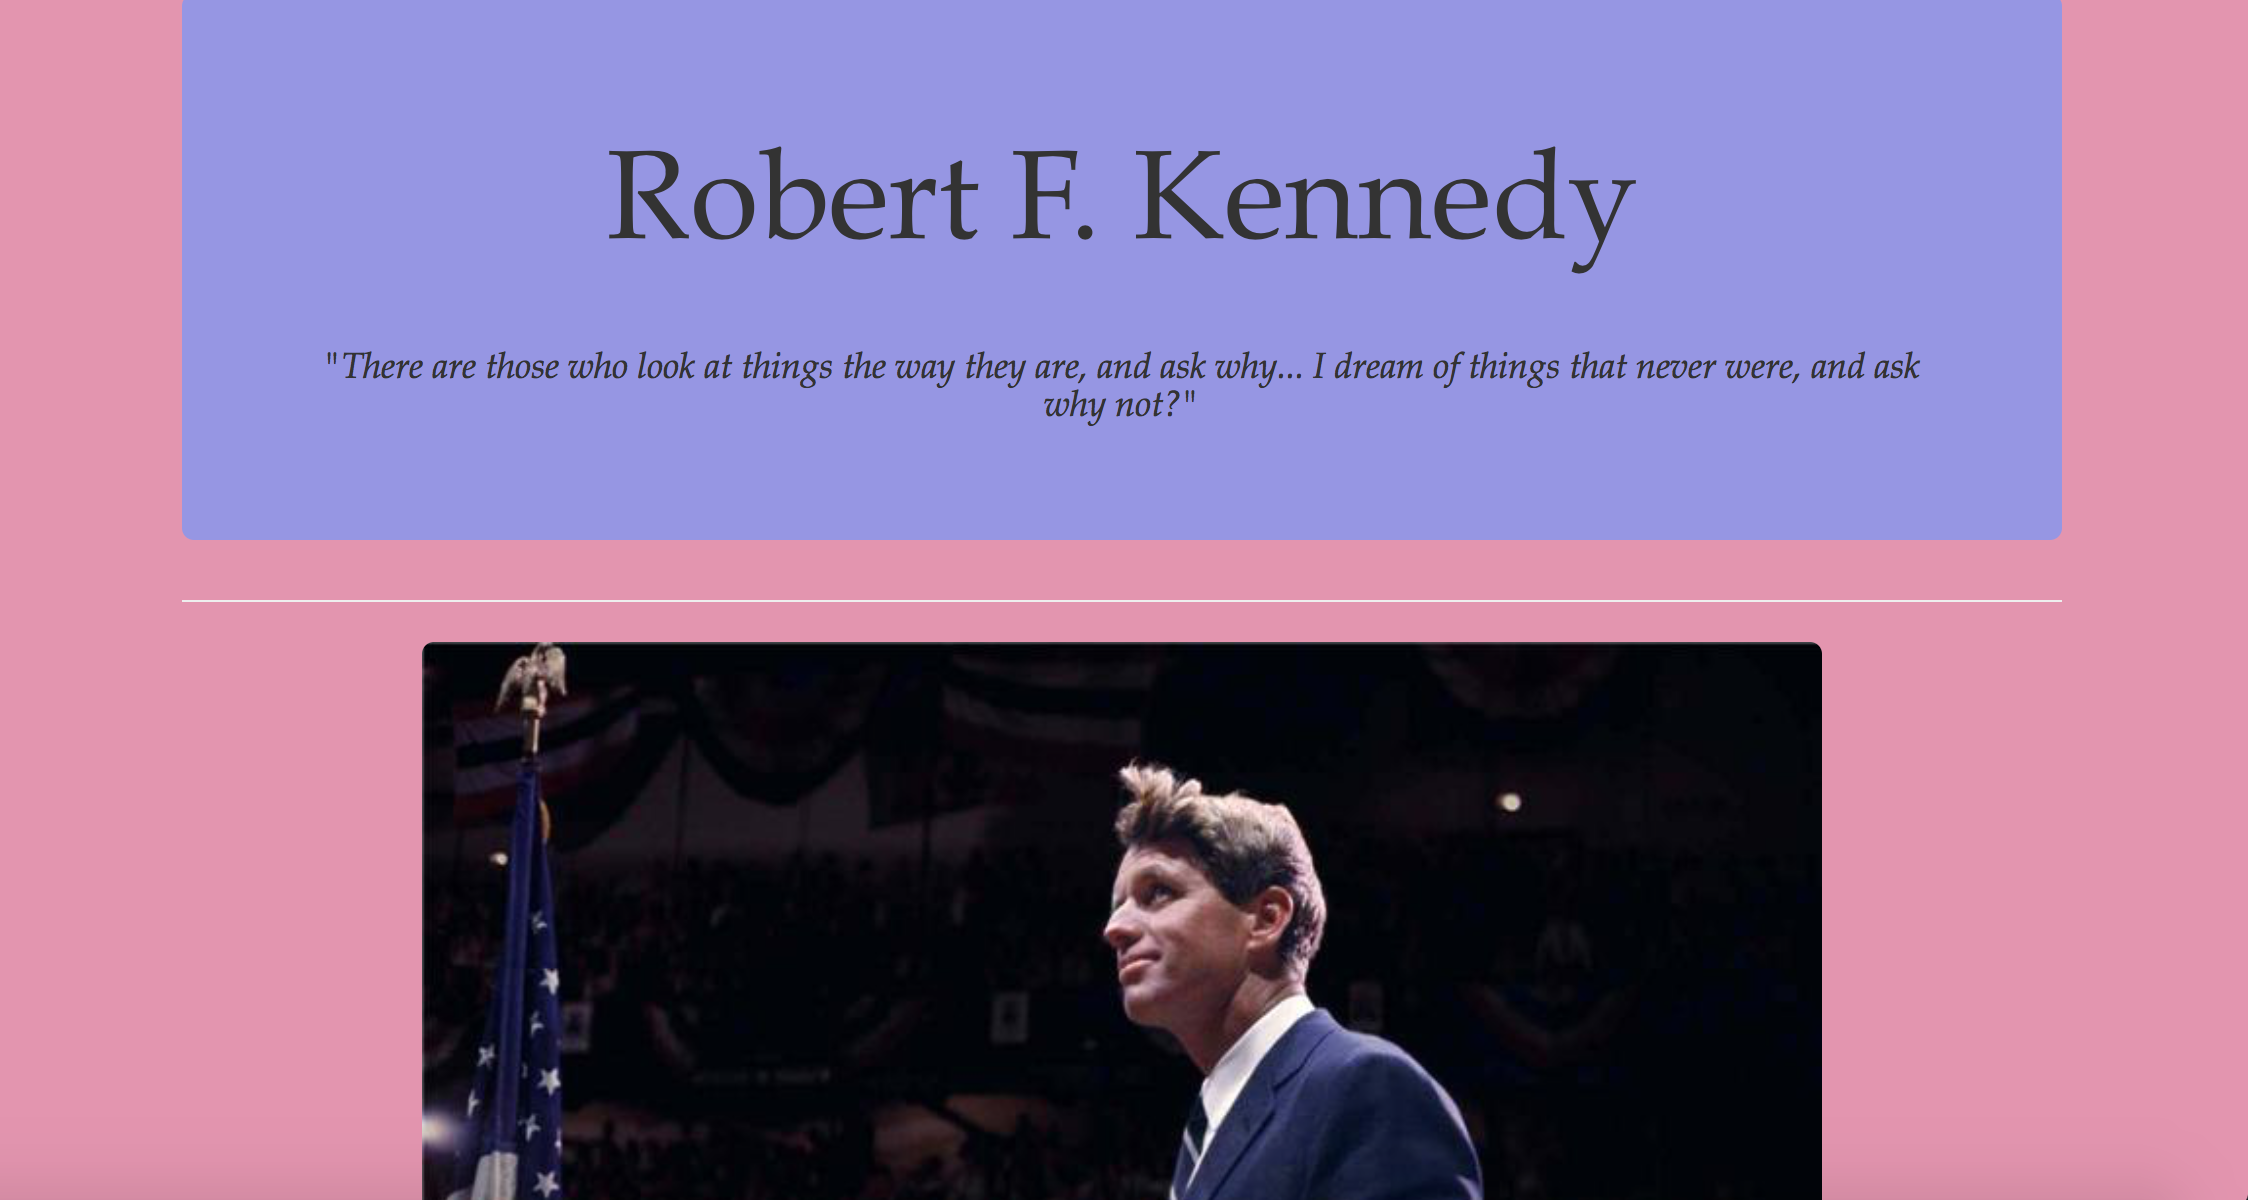 Robert F. Kennedy
"There are those who look at things the way they are, and ask why... I dream of things that never were, and ask
why not?"